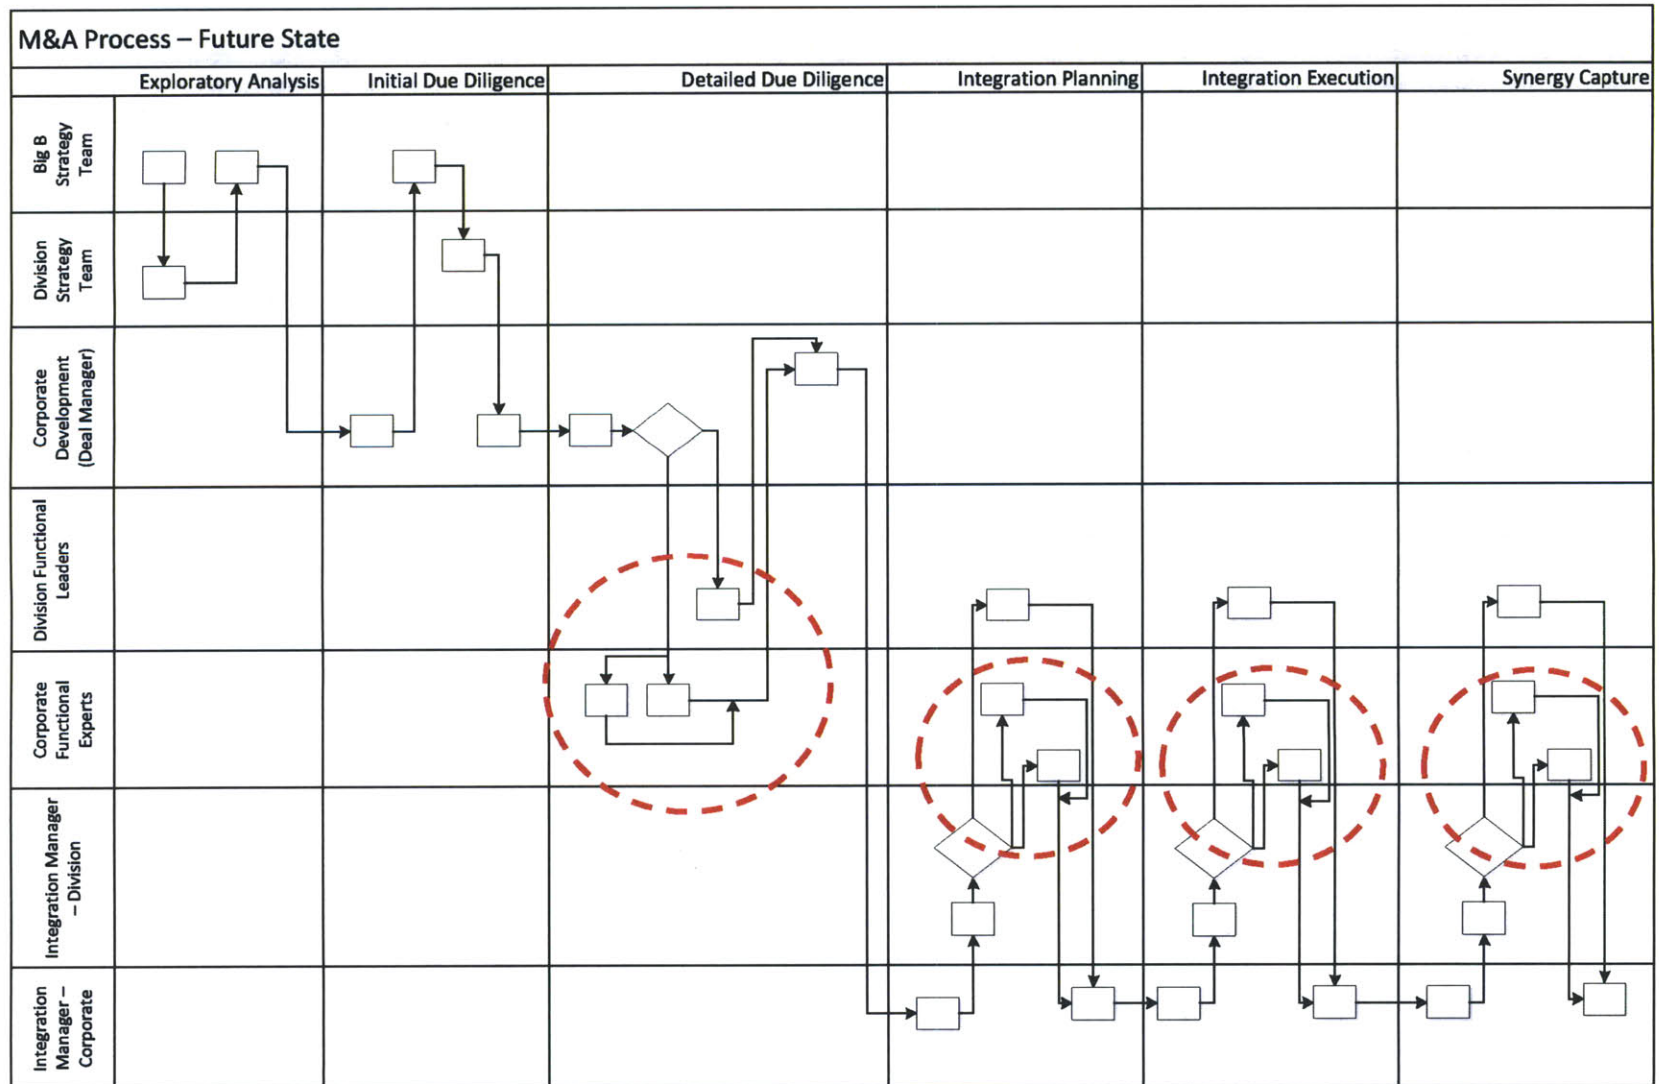 M&A Process – Future State
Exploratory Analysis
Initial Due Diligence
Detailed Due Diligence
Integration Planning
Integration Execution
Synergy Capture
Big B
Strategy
Team
Division
Strategy
Team
Corporate
Development
(Deal Manager)
Division Functional
Leaders
Corporate
Functional
Experts
Integration Manager
– Division
Integration
Manager –
Corporate